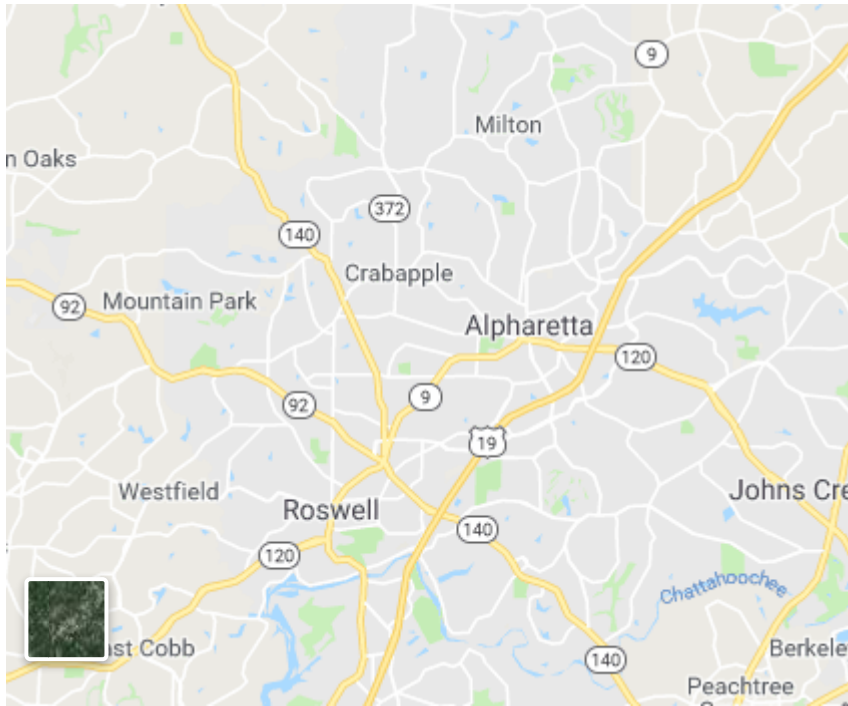 9
Milton
n Oaks
372
140
Crabapple
92
Mountain Park
Alpharetta
120
9
92
19
Westfield
Johns Cre
Roswell
140
120
Chattahoochee
ast Cobb
140
Berkele
Peachtree